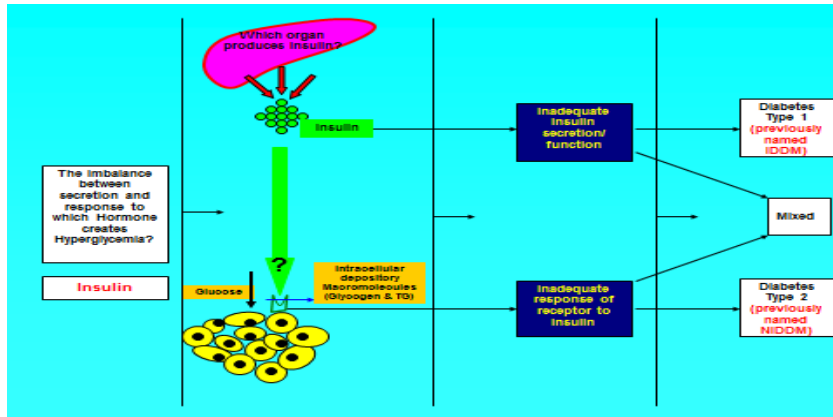 Which organ
produces Insulin?
Insulin
The Imbalance
between
secretion and
response to
which Hormone
creates
Hyperglycemia?
Insulin
?
Glucose
Intracellular
depository
Macromolecules
(Glycogen & TG)
Inadequate
Insulin
secretion/
function
Inadequate
response of
receptor to
Insulin
Diabetes
Type 1
(previously
named
IDDM)
Mixed
Diabetes
Type 2
(previously
named
NIDDM)